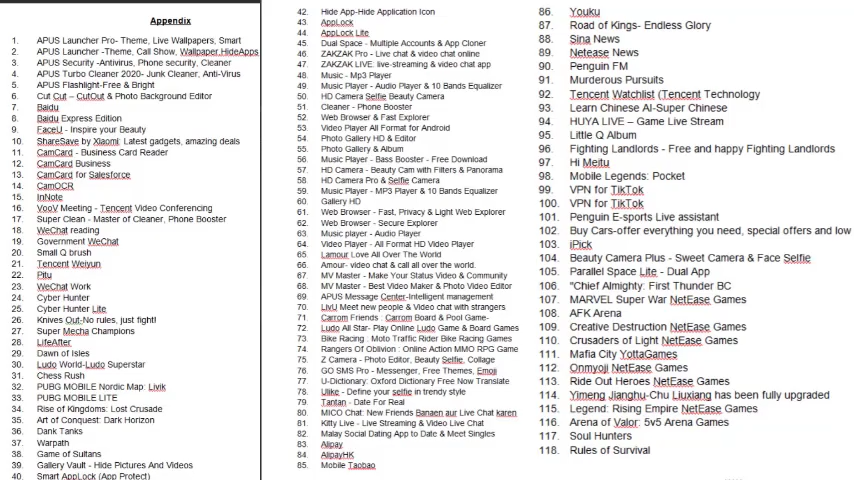 Appendix
1. APUS Launcher Pro- Theme, Live Wallpapers, Smart
2. APUS Launcher -Theme, Call Show, Wallpaper,HideApps
3. APUS Security -Antivirus, Phone security, Cleaner
4. APUS Turbo Cleaner 2020- Junk Cleaner, Anti-Virus
5. APUS Flashlight-Free & Bright
6. Cut Cut – CutOut & Photo Background Editor
7. Baidu
8. Baidu Express Edition
9. FaceU - Inspire your Beauty
10. ShareSave by Xiaomi: Latest gadgets, amazing deals
11. CamCard - Business Card Reader
12. CamCard Business
13. CamCard for Salesforce
14. CamOCR
15. InNote
16. VooV Meeting - Tencent Video Conferencing
17. Super Clean - Master of Cleaner, Phone Booster
18. WeChat reading
19. Government WeChat
20. Small Q brush
21. Tencent Weiyun
22. Pitu
23. WeChat Work
24. Cyber Hunter
25. Cyber Hunter Lite
26. Knives Out-No rules, just fight!
27. Super Mecha Champions
28. LifeAfter
29. Dawn of Isles
30. Ludo World-Ludo Superstar
31. Chess Rush
32. PUBG MOBILE Nordic Map: Livik
33. PUBG MOBILE LITE
34. Rise of Kingdoms: Lost Crusade
35. Art of Conquest: Dark Horizon
36. Dank Tanks
37. Warpath
38. Game of Sultans
39. Gallery Vault - Hide Pictures And Videos
40. Smart AppLock (App Protect)
42. Hide App-Hide Application Icon
43. AppLock
44. AppLock Lite
45. Dual Space - Multiple Accounts & App Cloner
46. ZAKZAK Pro - Live chat & video chat online
47. ZAKZAK LIVE: live-streaming & video chat app
48. Music - Mp3 Player
49. Music Player - Audio Player & 10 Bands Equalizer
50. HD Camera Selfie Beauty Camera
51. Cleaner - Phone Booster
52. Web Browser & Fast Explorer
53. Video Player All Format for Android
54. Photo Gallery HD & Editor
55. Photo Gallery & Album
56. Music Player - Bass Booster - Free Download
57. HD Camera - Beauty Cam with Filters & Panorama
58. HD Camera Pro & Selfie Camera
59. Music Player - MP3 Player & 10 Bands Equalizer
60. Gallery HD
61. Web Browser - Fast, Privacy & Light Web Explorer
62. Web Browser - Secure Explorer
63. Music player - Audio Player
64. Video Player - All Format HD Video Player
65. Lamour Love All Over The World
66. Amour- video chat & call all over the world.
67. MV Master - Make Your Status Video & Community
68. MV Master - Best Video Maker & Photo Video Editor
69. APUS Message Center-Intelligent management
70. LivU Meet new people & Video chat with strangers
71. Carrom Friends : Carrom Board & Pool Game-
72. Ludo All Star- Play Online Ludo Game & Board Games
73. Bike Racing : Moto Traffic Rider Bike Racing Games
74. Rangers Of Oblivion : Online Action MMO RPG Game
75. Z Camera - Photo Editor, Beauty Selfie, Collage
76. GO SMS Pro - Messenger, Free Themes, Emoji
77. U-Dictionary: Oxford Dictionary Free Now Translate
78. Ulike - Define your selfie in trendy style
79. Tantan - Date For Real
80. MICO Chat: New Friends Banaen aur Live Chat karen
81. Kitty Live - Live Streaming & Video Live Chat
82. Malay Social Dating App to Date & Meet Singles
83. Alipay
84. AlipayHK
85. Mobile Taobao
86. Youku
87. Road of Kings- Endless Glory
88. Sina News
89. Netease News
90. Penguin FM
91. Murderous Pursuits
92. Tencent Watchlist (Tencent Technology
93. Learn Chinese AI-Super Chinese
94. HUYA LIVE – Game Live Stream
95. Little Q Album
96. Fighting Landlords - Free and happy Fighting Landlords
97. Hi Meitu
98. Mobile Legends: Pocket
99. VPN for TikTok
100. VPN for TikTok
101. Penguin E-sports Live assistant
102. Buy Cars-offer everything you need, special offers and low
103. iPick
104. Beauty Camera Plus - Sweet Camera & Face Selfie
105. Parallel Space Lite - Dual App
106. "Chief Almighty: First Thunder BC
107. MARVEL Super War NetEase Games
108. AFK Arena
109. Creative Destruction NetEase Games
110. Crusaders of Light NetEase Games
111. Mafia City YottaGames
112. Onmyoji NetEase Games
113. Ride Out Heroes NetEase Games
114. Yimeng Jianghu-Chu Liuxiang has been fully upgraded
115. Legend: Rising Empire NetEase Games
116. Arena of Valor: 5v5 Arena Games
117. Soul Hunters
118. Rules of Survival